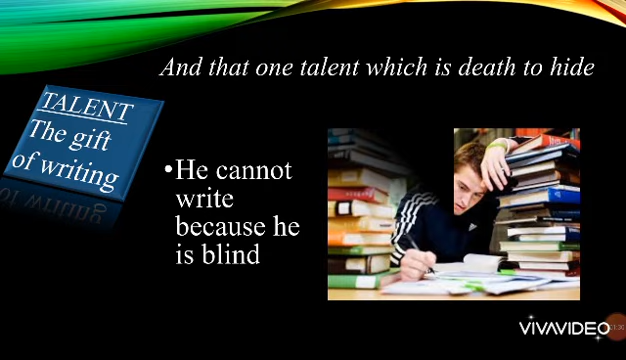 And that one talent which is death to hide
TALENT
The gift
of writing
•He cannot
write
because he
is blind
VIVAVIDEO